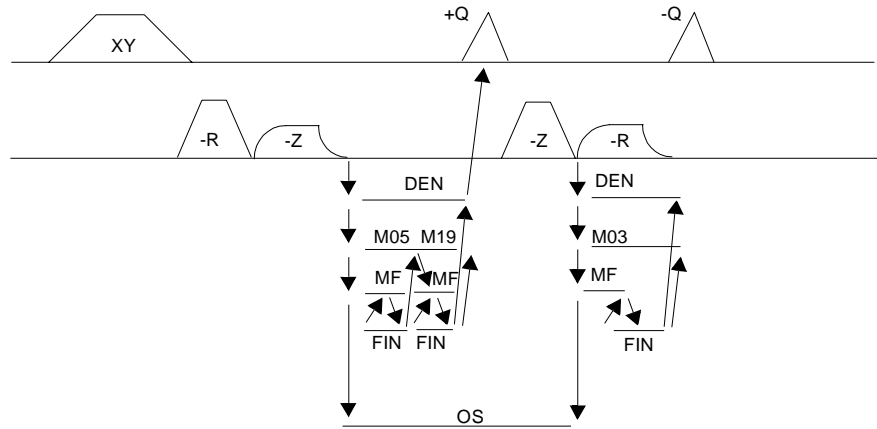 +Q
-Q
XY
-R
-Z
-Z
-R
DEN
DEN
M05 M19
M03
MF
MF
MF
FIN
FIN
FIN
OS